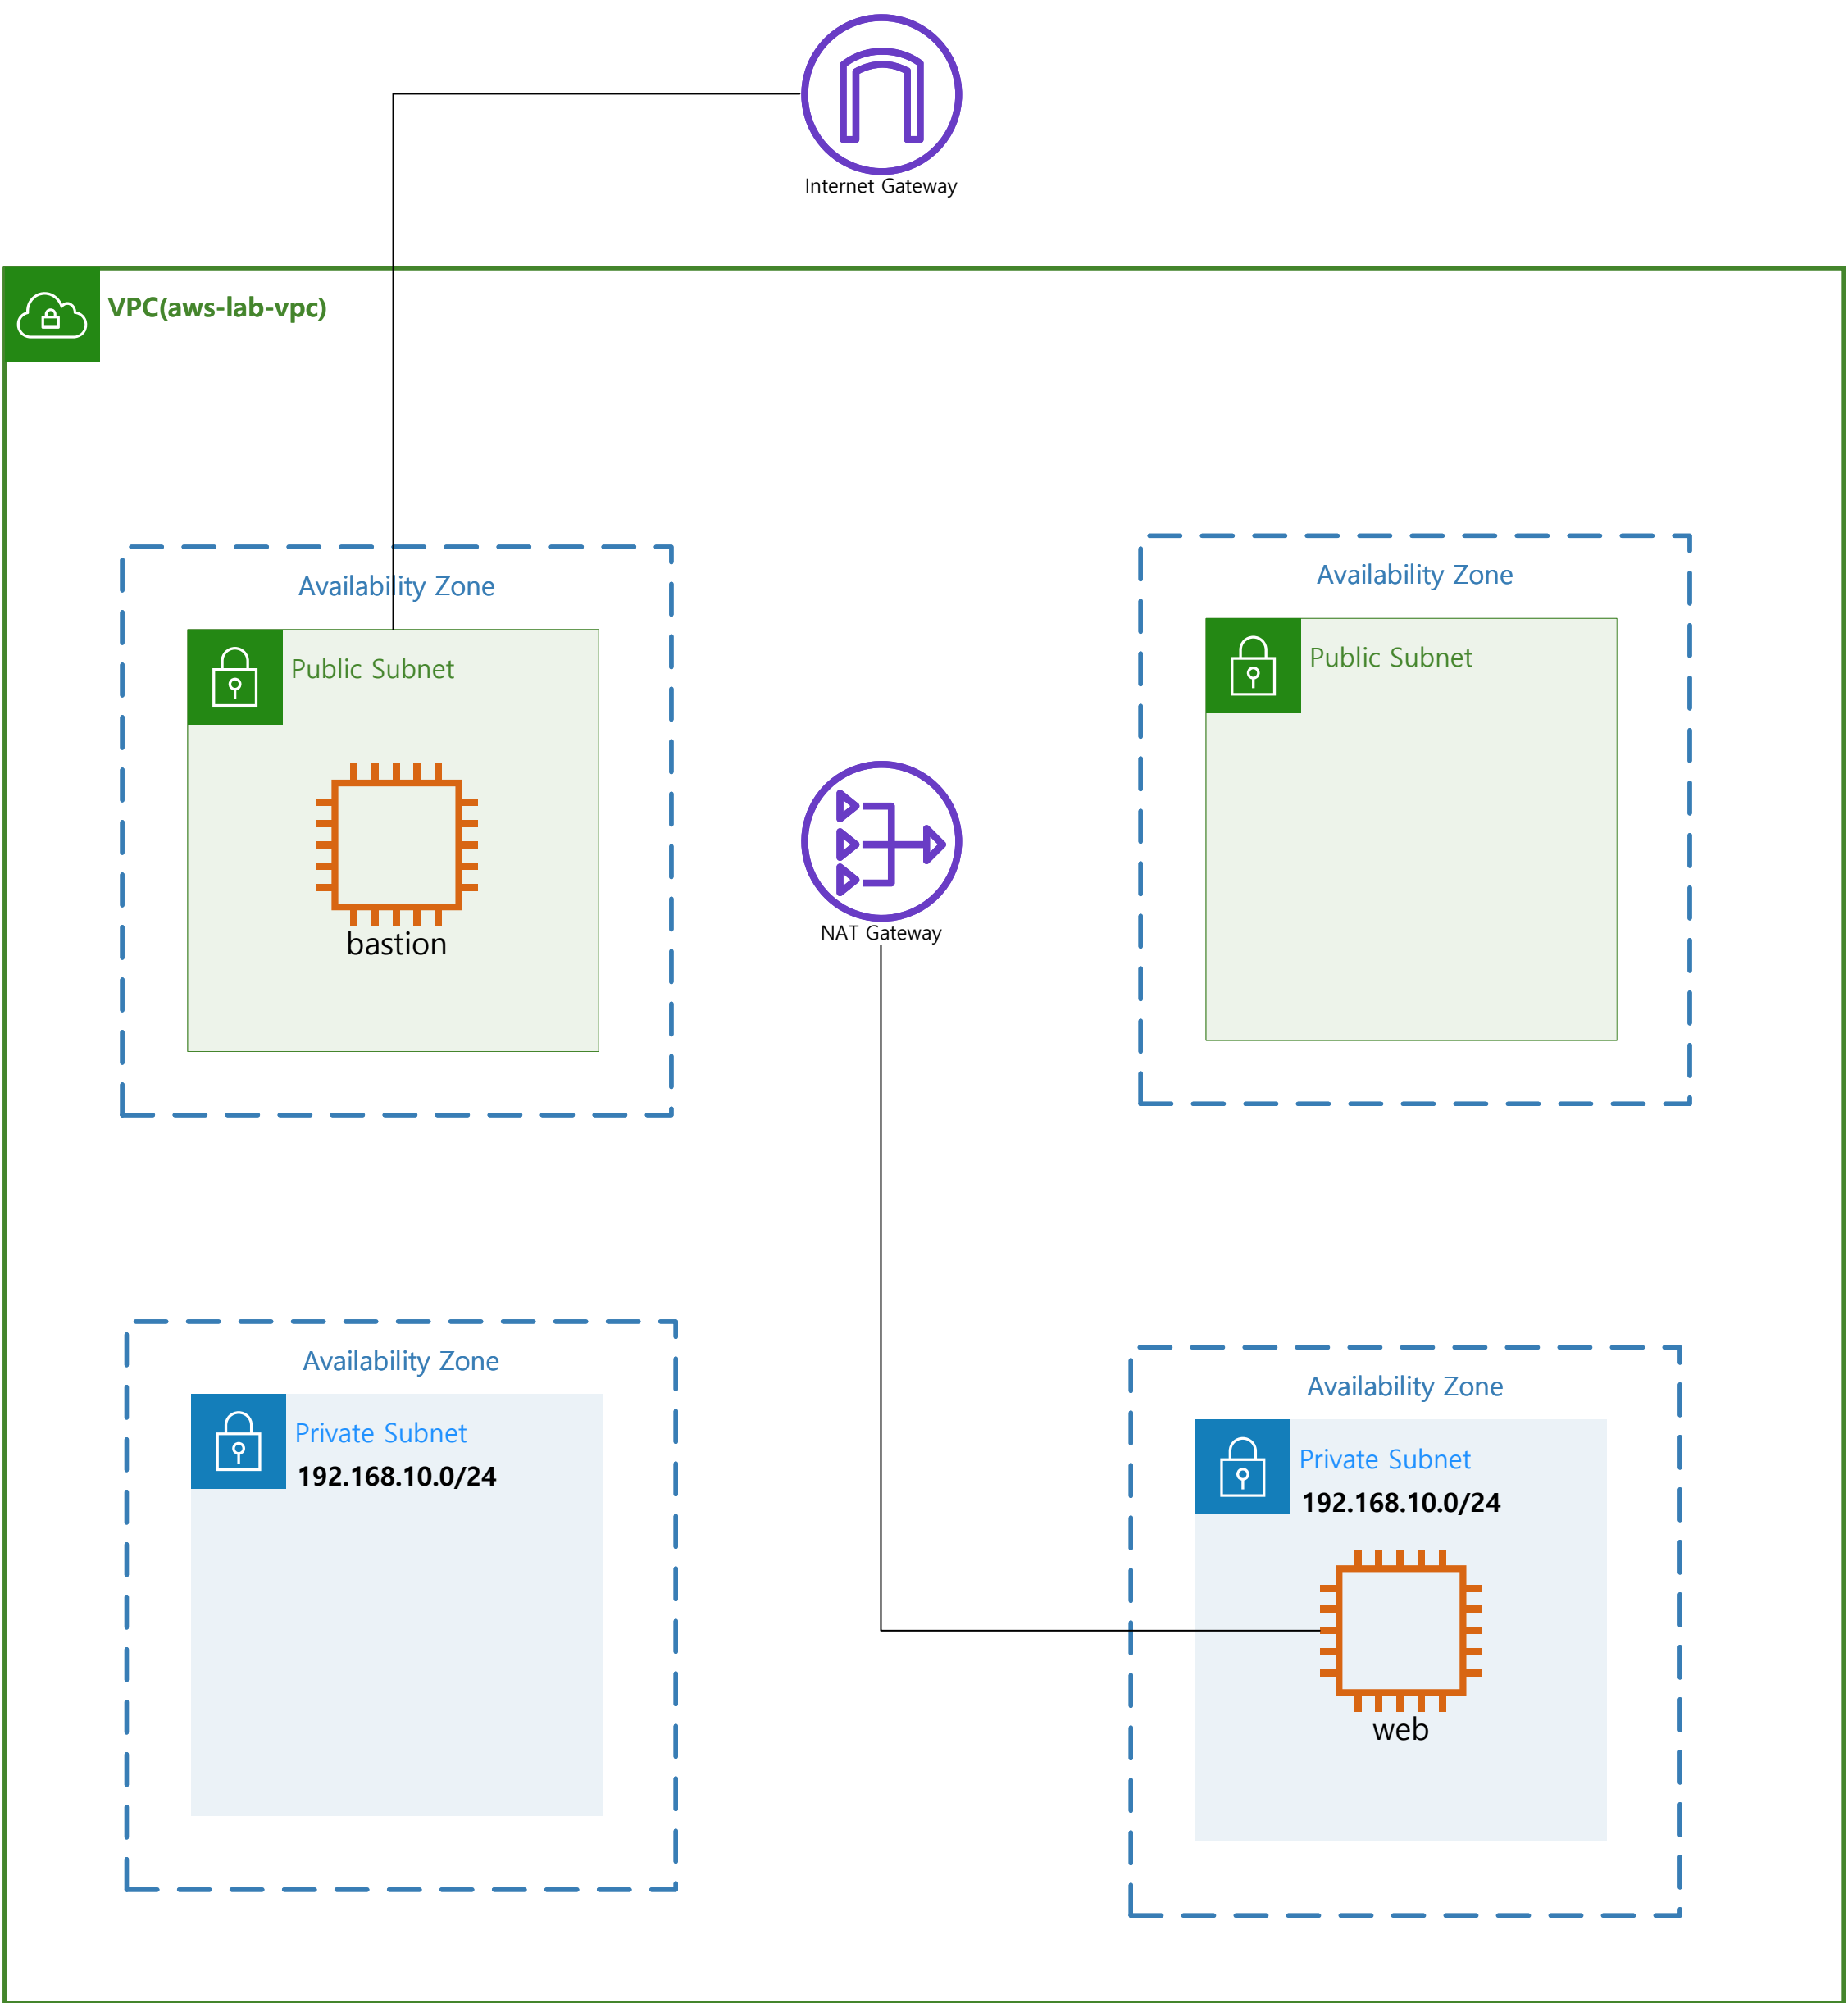 Internet Gateway
VPC(aws-lab-vpc)
Availability Zone
Public Subnet
bastion
Availability Zone
Public Subnet
NAT Gateway
Availability Zone
Private Subnet
192.168.10.0/24
Availability Zone
Private Subnet
192.168.10.0/24
web